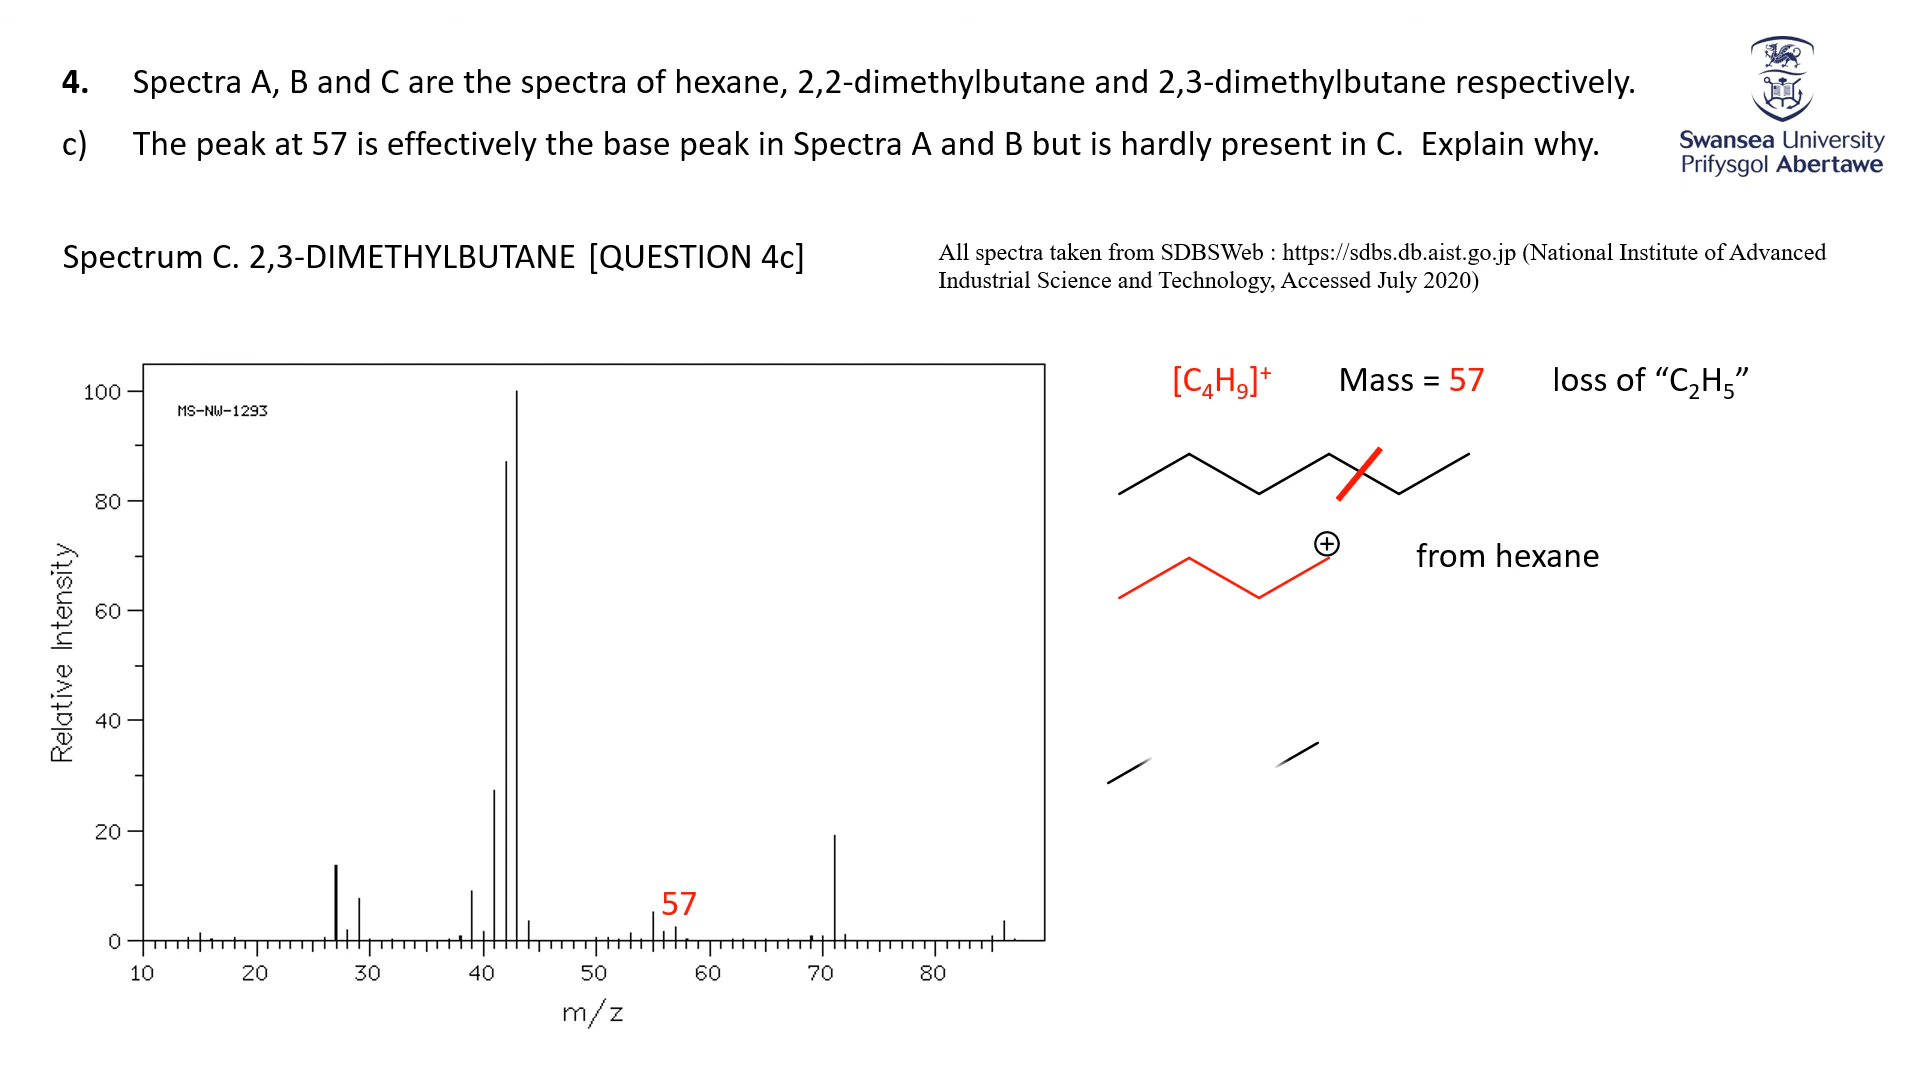 4. Spectra A, B and C are the spectra of hexane, 2,2-dimethylbutane and 2,3-dimethylbutane respectively.
c) The peak at 57 is effectively the base peak in Spectra A and B but is hardly present in C. Explain why.
Swansea University
Prifysgol Abertawe
Spectrum C. 2,3-DIMETHYLBUTANE [QUESTION 4c]
All spectra taken from SDBSWeb : https://sdbs.db.aist.go.jp (National Institute of Advanced
Industrial Science and Technology, Accessed July 2020)
[C₄H₉]⁺ Mass = 57 loss of “C₂H₅”
from hexane
MS-NW-1293
Relative Intensity
100
80
60
40
20
0
57
10 20 30 40 50 60 70 80
m/z